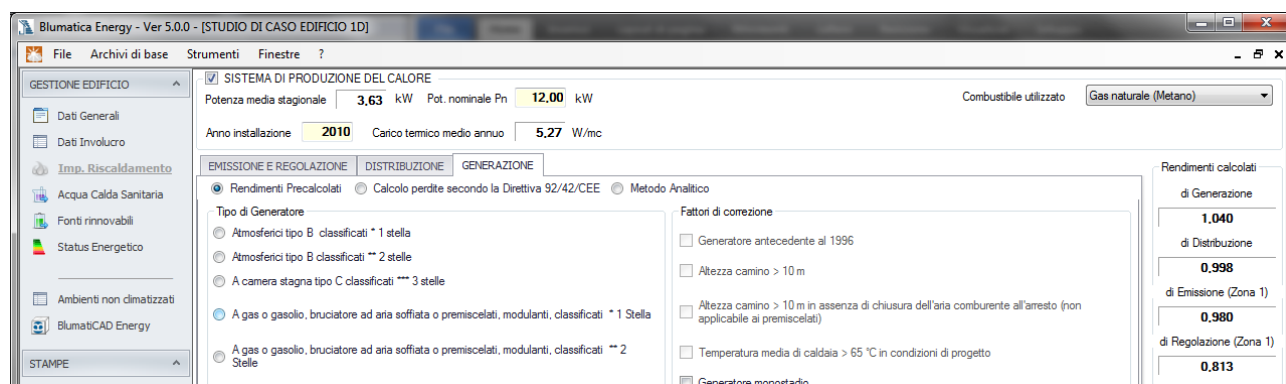 Blumatica Energy - Ver 5.0.0 - [STUDIO DI CASO EDIFICIO 1D]
File Archivi di base Strumenti Finestre ?
GESTIONE EDIFICIO
Dati Generali
Dati Involucro
Imp. Riscaldamento
Acqua Calda Sanitaria
Fonti rinnovabili
Status Energetico
Ambienti non climatizzati
BlumatiCAD Energy
STAMPE
SISTEMA DI PRODUZIONE DEL CALORE
Potenza media stagionale 3,63 kW Pot. nominale Pn 12,00 kW
Combustibile utilizzato Gas naturale (Metano)
Anno installazione 2010 Carico termico medio annuo 5,27 W/mc
EMISSIONE E REGOLAZIONE DISTRIBUZIONE GENERAZIONE
Rendimenti Precalcolati Calcolo perdite secondo la Direttiva 92/42/CEE Metodo Analitico
Tipo di Generatore
Atmosferici tipo B classificati * 1 stella
Atmosferici tipo B classificati ** 2 stelle
A camera stagna tipo C classificati *** 3 stelle
A gas o gasolio, bruciatore ad aria soffiata o premiscelati, modulanti, classificati * 1 Stella
A gas o gasolio, bruciatore ad aria soffiata o premiscelati, modulanti, classificati ** 2
Stelle
Fattori di correzione
Generatore antecedente al 1996
Altezza camino > 10 m
Altezza camino > 10 m in assenza di chiusura dell'aria comburente all'arresto (non
applicabile ai premiscelati)
Temperatura media di caldaia > 65 °C in condizioni di progetto
Generatore monostadio
Rendimenti calcolati
di Generazione
1,040
di Distribuzione
0,998
di Emissione (Zona 1)
0,980
di Regolazione (Zona 1)
0,813